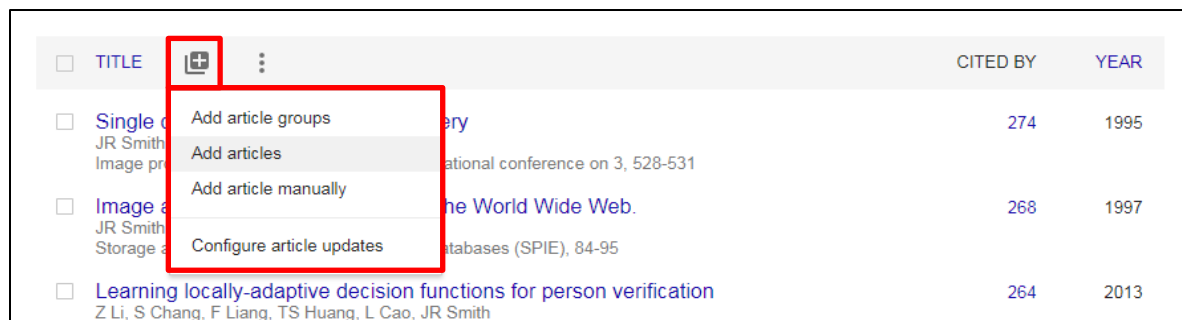 TITLE CITED BY YEAR
Add article groups
Add articles
Add article manually
Configure article updates
Single ery 274 1995
JR Smith
Image pr ational conference on 3, 528-531
Image a he World Wide Web. 268 1997
JR Smith
Storage a atabases (SPIE), 84-95
Learning locally-adaptive decision functions for person verification 264 2013
Z Li, S Chang, F Liang, TS Huang, L Cao, JR Smith